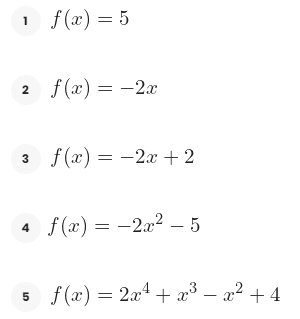 1 f(x) = 5
2 f(x) = −2x
3 f(x) = −2x + 2
4 f(x) = −2x² − 5
5 f(x) = 2x⁴ + x³ − x² + 4